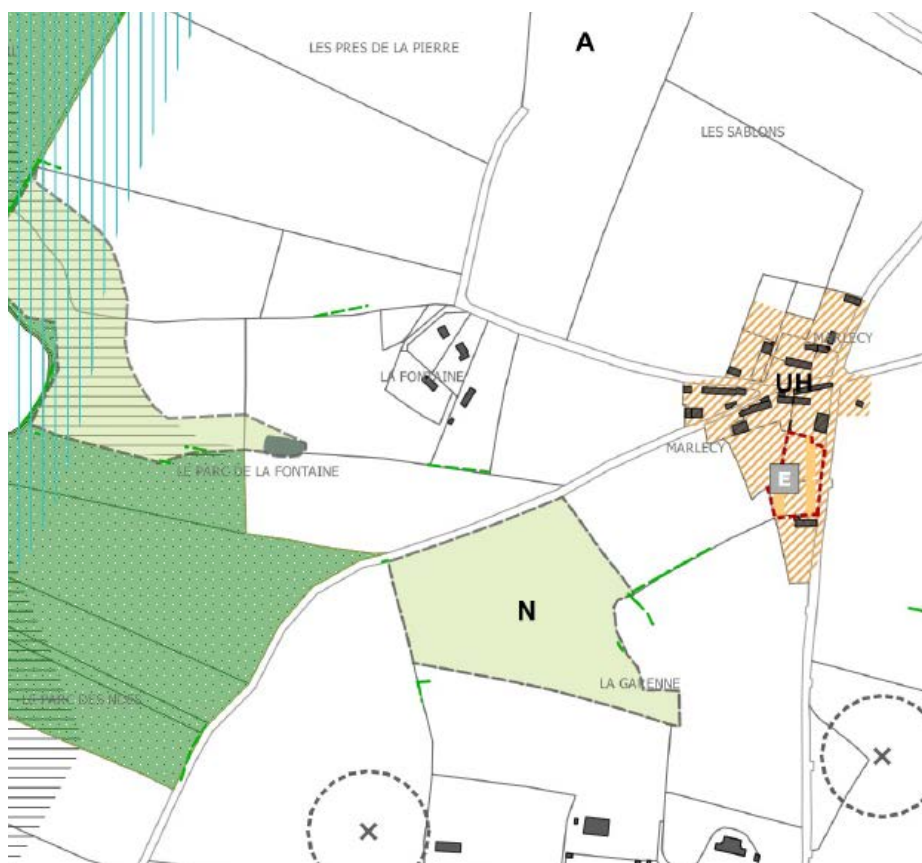 A
LES PRES DE LA PIERRE
LES SABLONS
MARLECY
LA FONTAINE
UH
MARLECY
LE PARC DE LA FONTAINE
E
N
LA GARENNE
LE PARC DES NOES